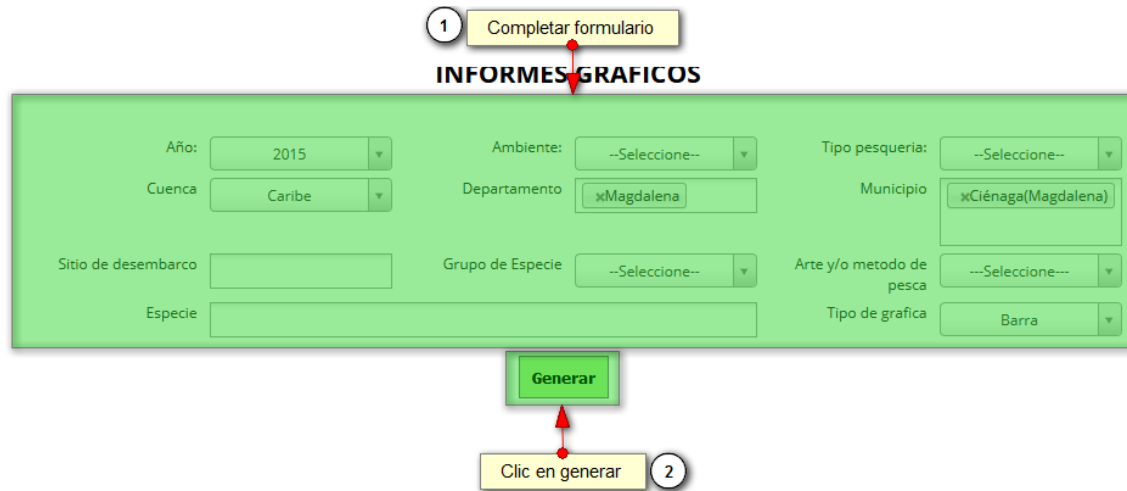 1 Completar formulario
INFORMES GRAFICOS
Año: 2015 Ambiente: --Seleccione-- Tipo pesqueria: --Seleccione--
Cuenca Caribe Departamento xMagdalena Municipio xCiénaga(Magdalena)
Sitio de desembarco Grupo de Especie --Seleccione-- Arte y/o metodo de ---Seleccione---
pesca
Especie Tipo de grafica Barra
Generar
Clic en generar 2